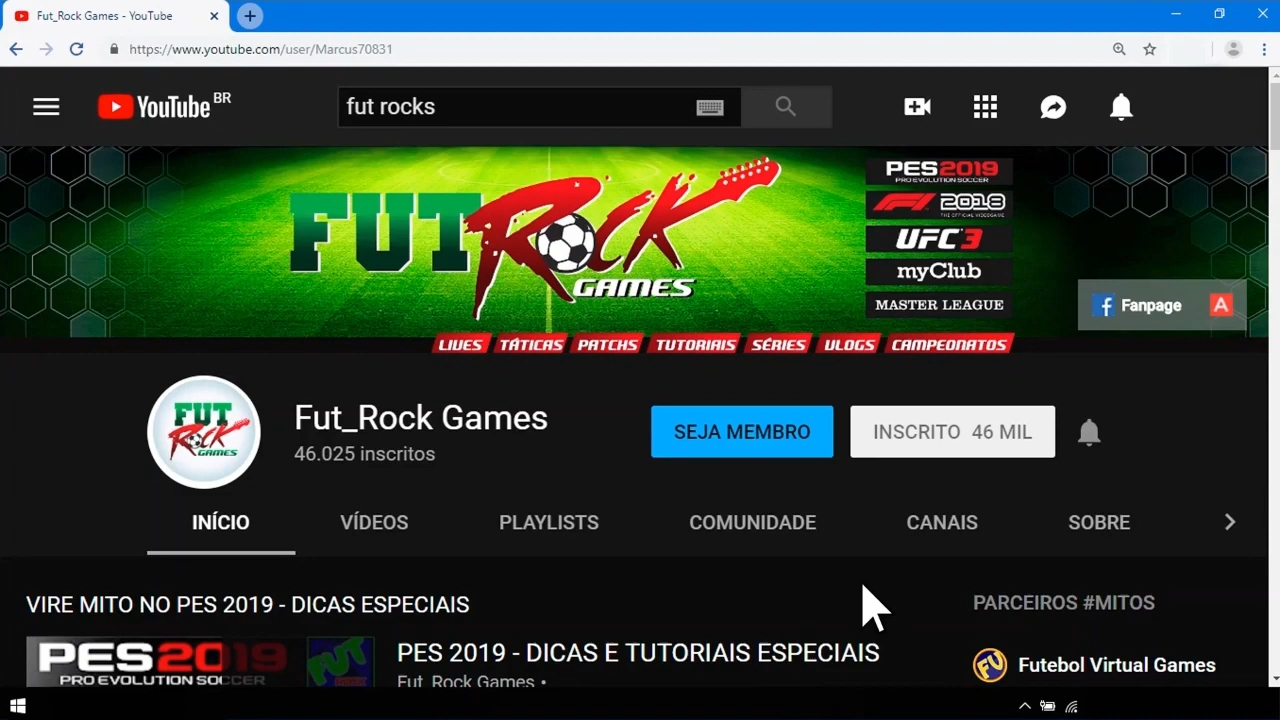 Fut_Rock Games - YouTube
https://www.youtube.com/user/Marcus70831
YouTube BR
fut rocks
FUT ROCK GAMES
PES2019
PRO EVOLUTION SOCCER
F1 2018
THE OFFICIAL VIDEOGAME
UFC 3
myClub
MASTER LEAGUE
Fanpage
LIVES TÁTICAS PATCHS TUTORIAIS SÉRIES VLOGS CAMPEONATOS
FUT ROCK GAMES
Fut_Rock Games
46.025 inscritos
SEJA MEMBRO
INSCRITO 46 MIL
INÍCIO VÍDEOS PLAYLISTS COMUNIDADE CANAIS SOBRE
VIRE MITO NO PES 2019 - DICAS ESPECIAIS
PARCEIROS #MITOS
PES2019
PRO EVOLUTION SOCCER
FUT
PES 2019 - DICAS E TUTORIAIS ESPECIAIS
Fut_Rock Games •
FV
Futebol Virtual Games